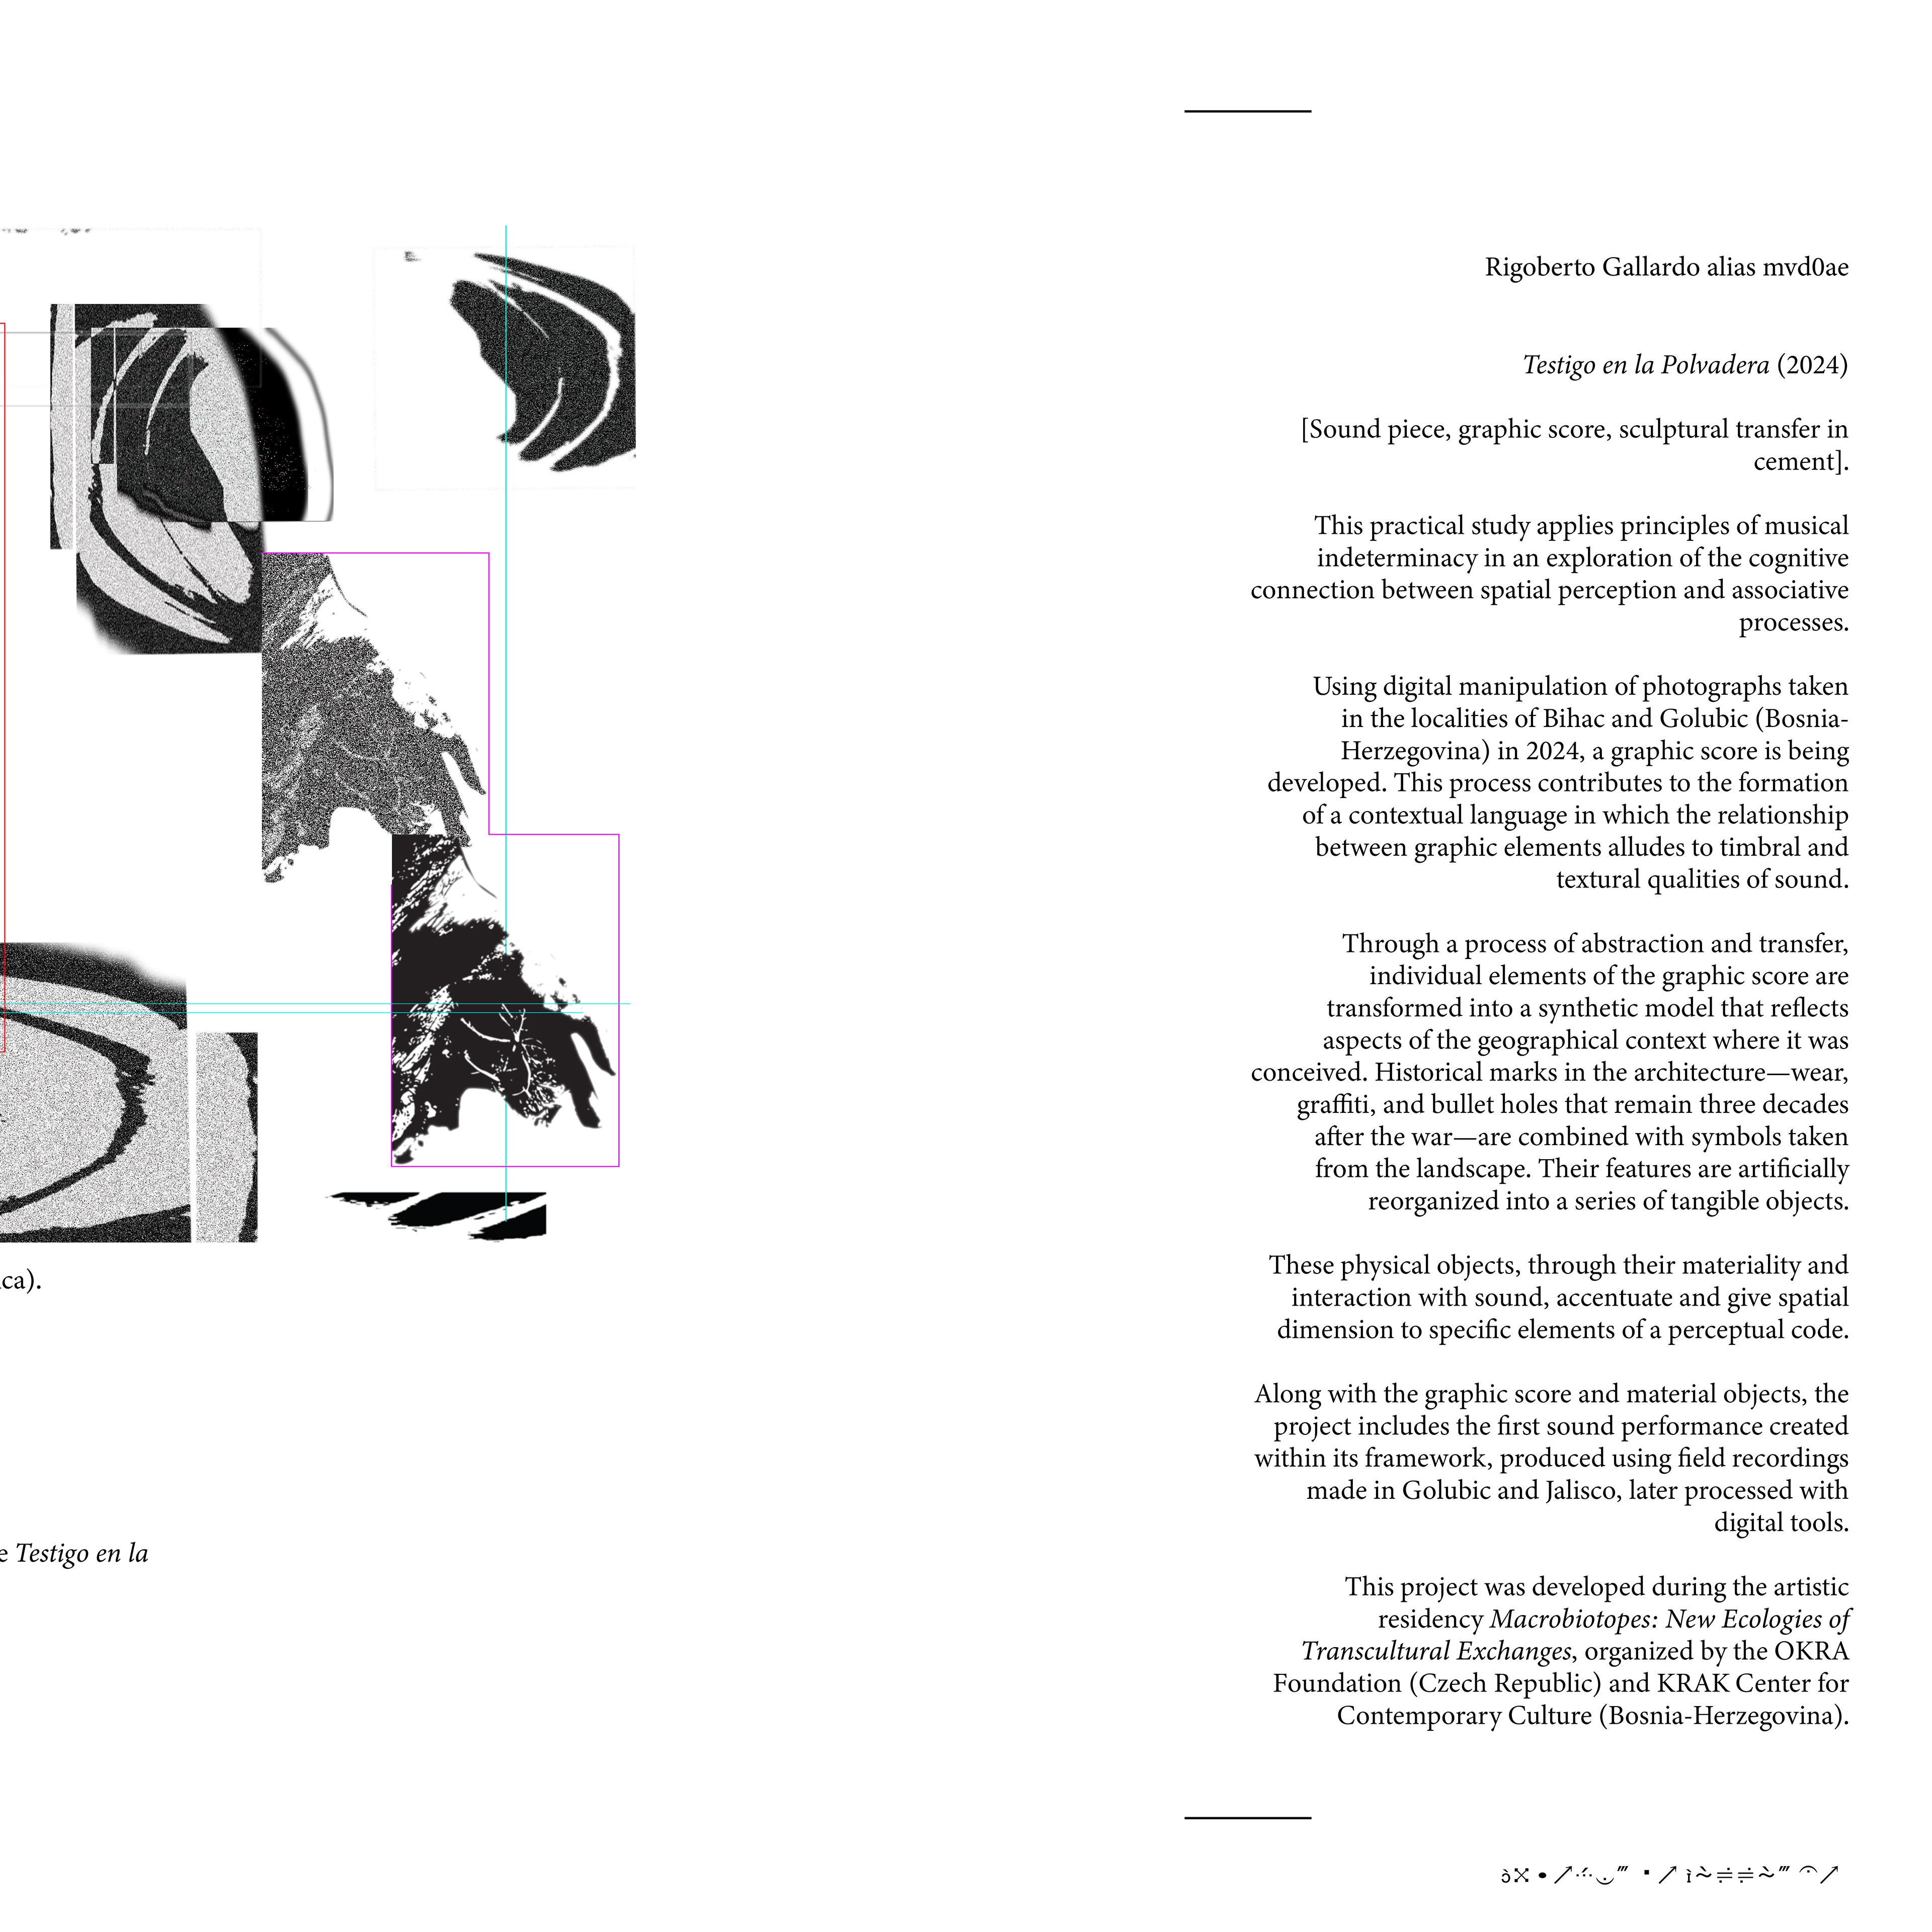 ca).
e Testigo en la
Rigoberto Gallardo alias mvd0ae
Testigo en la Polvadera (2024)
[Sound piece, graphic score, sculptural transfer in
cement].
This practical study applies principles of musical
indeterminacy in an exploration of the cognitive
connection between spatial perception and associative
processes.
Using digital manipulation of photographs taken
in the localities of Bihac and Golubic (Bosnia-
Herzegovina) in 2024, a graphic score is being
developed. This process contributes to the formation
of a contextual language in which the relationship
between graphic elements alludes to timbral and
textural qualities of sound.
Through a process of abstraction and transfer,
individual elements of the graphic score are
transformed into a synthetic model that reflects
aspects of the geographical context where it was
conceived. Historical marks in the architecture—wear,
graffiti, and bullet holes that remain three decades
after the war—are combined with symbols taken
from the landscape. Their features are artificially
reorganized into a series of tangible objects.
These physical objects, through their materiality and
interaction with sound, accentuate and give spatial
dimension to specific elements of a perceptual code.
Along with the graphic score and material objects, the
project includes the first sound performance created
within its framework, produced using field recordings
made in Golubic and Jalisco, later processed with
digital tools.
This project was developed during the artistic
residency Macrobiotopes: New Ecologies of
Transcultural Exchanges, organized by the OKRA
Foundation (Czech Republic) and KRAK Center for
Contemporary Culture (Bosnia-Herzegovina).